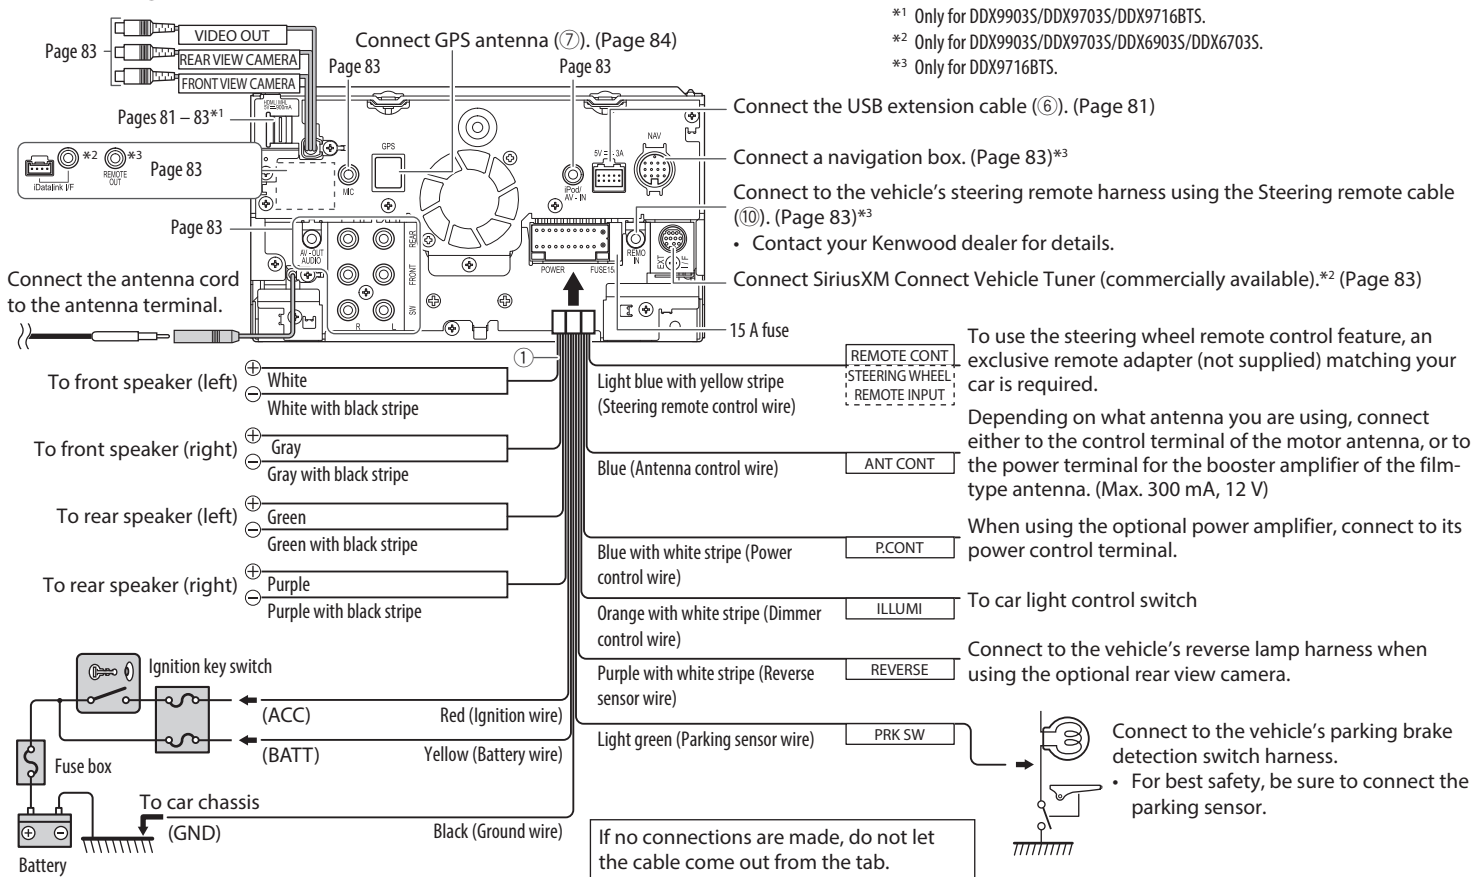 *1 Only for DDX9903S/DDX9703S/DDX9716BTS.
*2 Only for DDX9903S/DDX9703S/DDX6903S/DDX6703S.
*3 Only for DDX9716BTS.
VIDEO OUT
REAR VIEW CAMERA
FRONT VIEW CAMERA
Page 83
Connect GPS antenna (⑦). (Page 84)
Page 83
Page 83
Pages 81 – 83*1
*2
*3
iDatalink I/F
REMOTE
OUT
Page 83
MIC
GPS
iPod/
AV - IN
5V 3A
NAV
Connect the USB extension cable (⑥). (Page 81)
Connect a navigation box. (Page 83)*3
Connect to the vehicle's steering remote harness using the Steering remote cable
(⑩). (Page 83)*3
• Contact your Kenwood dealer for details.
Connect SiriusXM Connect Vehicle Tuner (commercially available).*2 (Page 83)
Page 83
AV - OUT
AUDIO
REAR
FRONT
SW
R L
POWER
FUSE15
REMO
IN
EXT
I/F
15 A fuse
Connect the antenna cord
to the antenna terminal.
①
To front speaker (left)
⊕
White
⊖
White with black stripe
To front speaker (right)
⊕
Gray
⊖
Gray with black stripe
To rear speaker (left)
⊕
Green
⊖
Green with black stripe
To rear speaker (right)
⊕
Purple
⊖
Purple with black stripe
Light blue with yellow stripe
(Steering remote control wire)
REMOTE CONT
STEERING WHEEL
REMOTE INPUT
To use the steering wheel remote control feature, an
exclusive remote adapter (not supplied) matching your
car is required.
Blue (Antenna control wire)
ANT CONT
Depending on what antenna you are using, connect
either to the control terminal of the motor antenna, or to
the power terminal for the booster amplifier of the film-
type antenna. (Max. 300 mA, 12 V)
Blue with white stripe (Power
control wire)
P.CONT
When using the optional power amplifier, connect to its
power control terminal.
Orange with white stripe (Dimmer
control wire)
ILLUMI
To car light control switch
Purple with white stripe (Reverse
sensor wire)
REVERSE
Connect to the vehicle's reverse lamp harness when
using the optional rear view camera.
Light green (Parking sensor wire)
PRK SW
Connect to the vehicle's parking brake
detection switch harness.
• For best safety, be sure to connect the
parking sensor.
Ignition key switch
(ACC)
Red (Ignition wire)
(BATT)
Yellow (Battery wire)
Fuse box
To car chassis
(GND)
Black (Ground wire)
⊕ ⊖
Battery
If no connections are made, do not let
the cable come out from the tab.